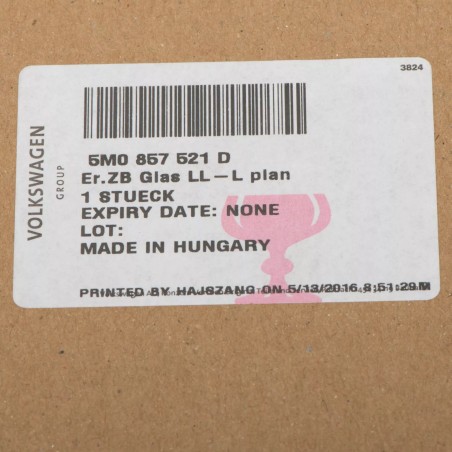 3824
VOLKSWAGEN
GROUP
5M0 857 521 D
Er.ZB Glas LL-L plan
1 STUECK
EXPIRY DATE: NONE
LOT:
MADE IN HUNGARY
PRINTED BY HAJSZANG ON 5/13/2016 8:51:29